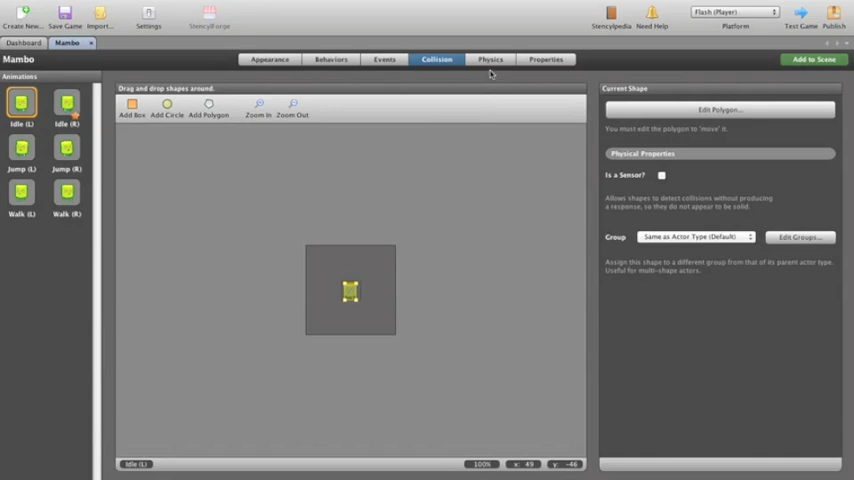 Create New... Save Game Import... Settings StencylForge Stencylpedia Need Help Flash (Player) Platform Test Game Publish
Dashboard Mambo ×
Mambo Appearance Behaviors Events Collision Physics Properties Add to Scene
Animations
Idle (L) Idle (R)
Jump (L) Jump (R)
Walk (L) Walk (R)
Drag and drop shapes around.
Add Box Add Circle Add Polygon Zoom In Zoom Out
Idle (L) 100% x: 49 y: -46
Current Shape
Edit Polygon...
You must edit the polygon to 'move' it.
Physical Properties
Is a Sensor?
Allows shapes to detect collisions without producing
a response, so they do not appear to be solid.
Group Same as Actor Type (Default) Edit Groups...
Assign this shape to a different group from that of its parent actor type.
Useful for multi-shape actors.